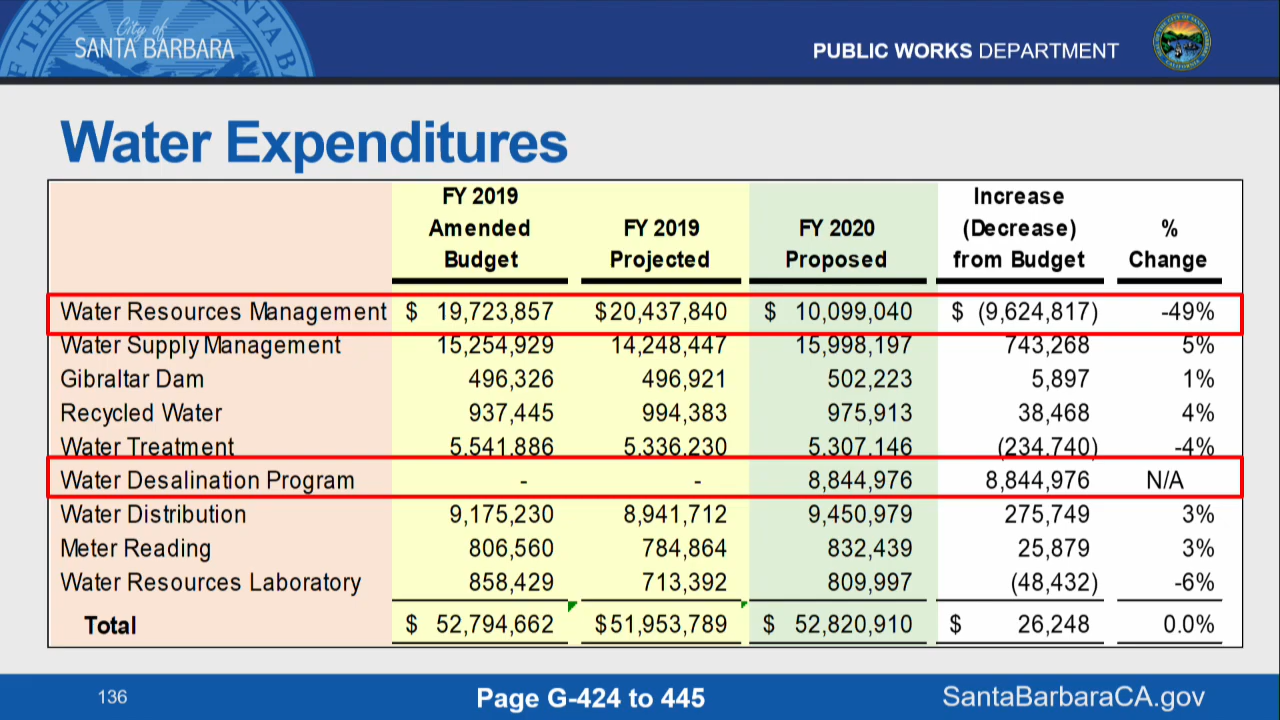 City of
SANTA BARBARA
PUBLIC WORKS DEPARTMENT
Water Expenditures
FY 2019 Amended Budget FY 2019 Projected FY 2020 Proposed Increase (Decrease) from Budget % Change
Water Resources Management $ 19,723,857 $20,437,840 $ 10,099,040 $ (9,624,817) -49%
Water Supply Management 15,254,929 14,248,447 15,998,197 743,268 5%
Gibraltar Dam 496,326 496,921 502,223 5,897 1%
Recycled Water 937,445 994,383 975,913 38,468 4%
Water Treatment 5,541,886 5,336,230 5,307,146 (234,740) -4%
Water Desalination Program - - 8,844,976 8,844,976 N/A
Water Distribution 9,175,230 8,941,712 9,450,979 275,749 3%
Meter Reading 806,560 784,864 832,439 25,879 3%
Water Resources Laboratory 858,429 713,392 809,997 (48,432) -6%
Total $ 52,794,662 $51,953,789 $ 52,820,910 $ 26,248 0.0%
136
Page G-424 to 445
SantaBarbaraCA.gov